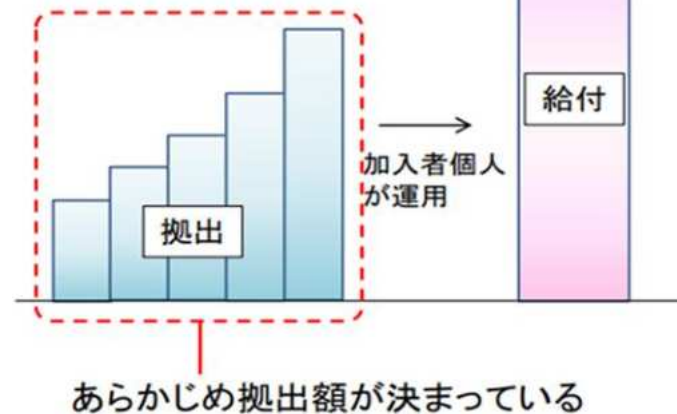 給付
加入者個人
が運用
拠出
あらかじめ拠出額が決まっている